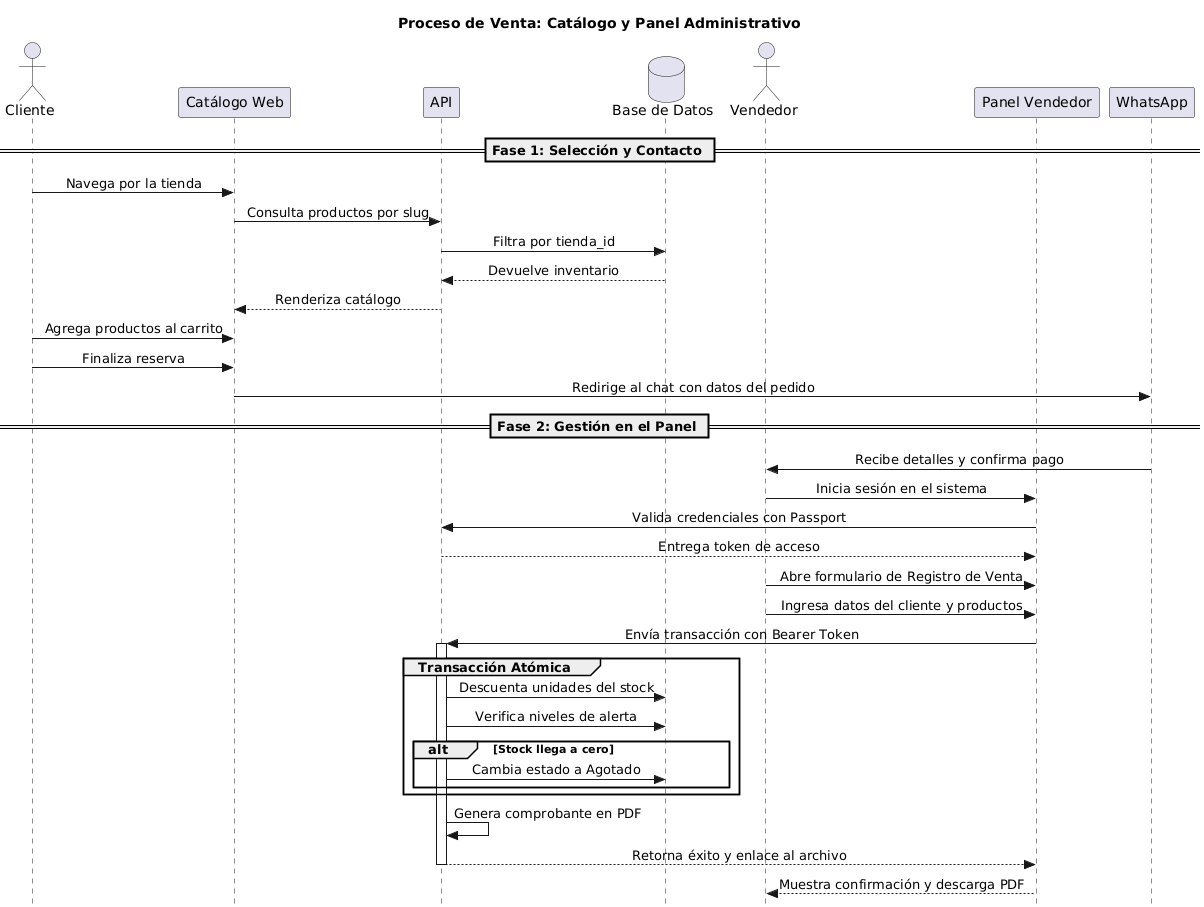 Proceso de Venta: Catálogo y Panel Administrativo
Cliente
Catálogo Web
API
Base de Datos
Vendedor
Panel Vendedor
WhatsApp
Fase 1: Selección y Contacto
Navega por la tienda
Consulta productos por slug
Filtra por tienda_id
Devuelve inventario
Renderiza catálogo
Agrega productos al carrito
Finaliza reserva
Redirige al chat con datos del pedido
Fase 2: Gestión en el Panel
Recibe detalles y confirma pago
Inicia sesión en el sistema
Valida credenciales con Passport
Entrega token de acceso
Abre formulario de Registro de Venta
Ingresa datos del cliente y productos
Envía transacción con Bearer Token
Transacción Atómica
Descuenta unidades del stock
Verifica niveles de alerta
alt [Stock llega a cero]
Cambia estado a Agotado
Genera comprobante en PDF
Retorna éxito y enlace al archivo
Muestra confirmación y descarga PDF